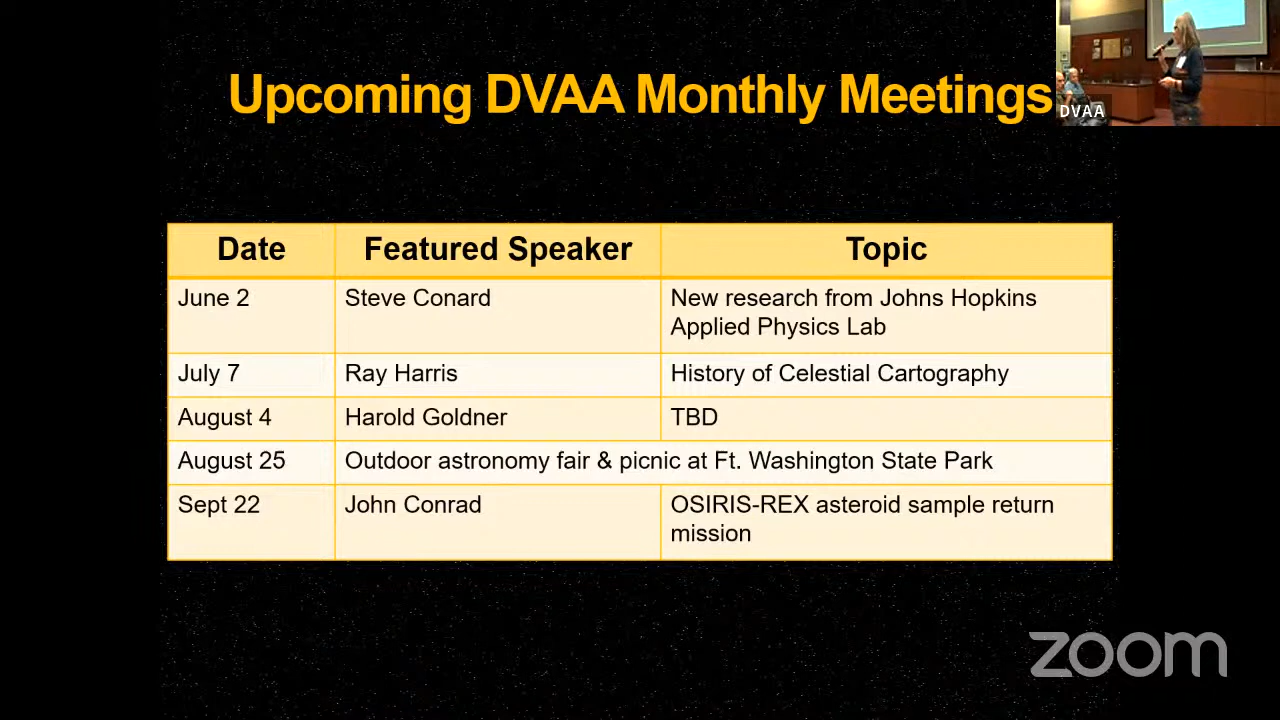 Upcoming DVAA Monthly Meetings
DVAA
Date Featured Speaker Topic
June 2 Steve Conard New research from Johns Hopkins
Applied Physics Lab
July 7 Ray Harris History of Celestial Cartography
August 4 Harold Goldner TBD
August 25 Outdoor astronomy fair & picnic at Ft. Washington State Park
Sept 22 John Conrad OSIRIS-REX asteroid sample return
mission
zoom